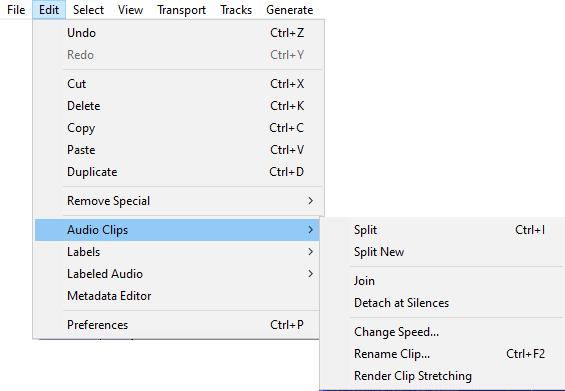 File Edit Select View Transport Tracks Generate
Undo Ctrl+Z
Redo Ctrl+Y
Cut Ctrl+X
Delete Ctrl+K
Copy Ctrl+C
Paste Ctrl+V
Duplicate Ctrl+D
Remove Special
Audio Clips
Labels
Labeled Audio
Metadata Editor
Preferences Ctrl+P
Split Ctrl+I
Split New
Join
Detach at Silences
Change Speed...
Rename Clip... Ctrl+F2
Render Clip Stretching